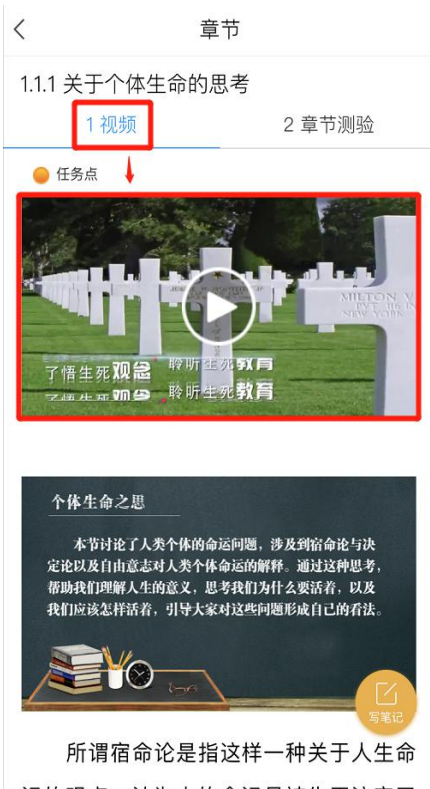 章节
1.1.1 关于个体生命的思考
1 视频
2 章节测验
任务点
MILTON V
NEW YORK
了悟生死观念 聆听生死教育
了悟生死观念 聆听生死教育
个体生命之思
本节讨论了人类个体的命运问题，涉及到宿命论与决
定论以及自由意志对人类个体命运的解释。通过这种思考，
帮助我们理解人生的意义，思考我们为什么要活着，以及
我们应该怎样活着，引导大家对这些问题形成自己的看法。
写笔记
所谓宿命论是指这样一种关于人生命